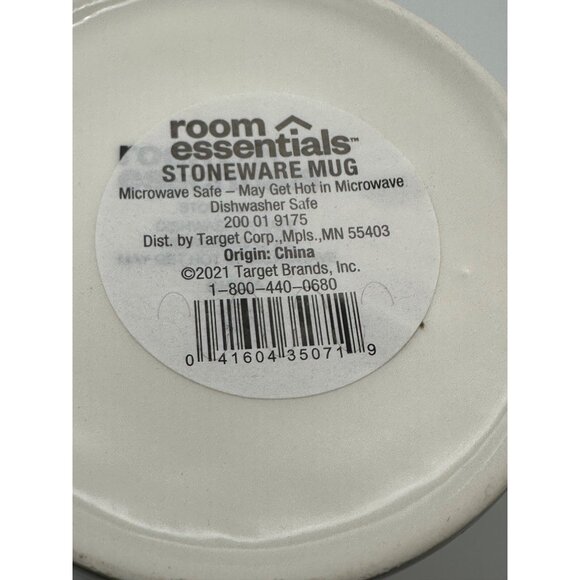 room
essentials™
STONEWARE MUG
Microwave Safe – May Get Hot in Microwave
Dishwasher Safe
200 01 9175
Dist. by Target Corp.,Mpls.,MN 55403
Origin: China
©2021 Target Brands, Inc.
1-800-440-0680
0 41604 35071 9